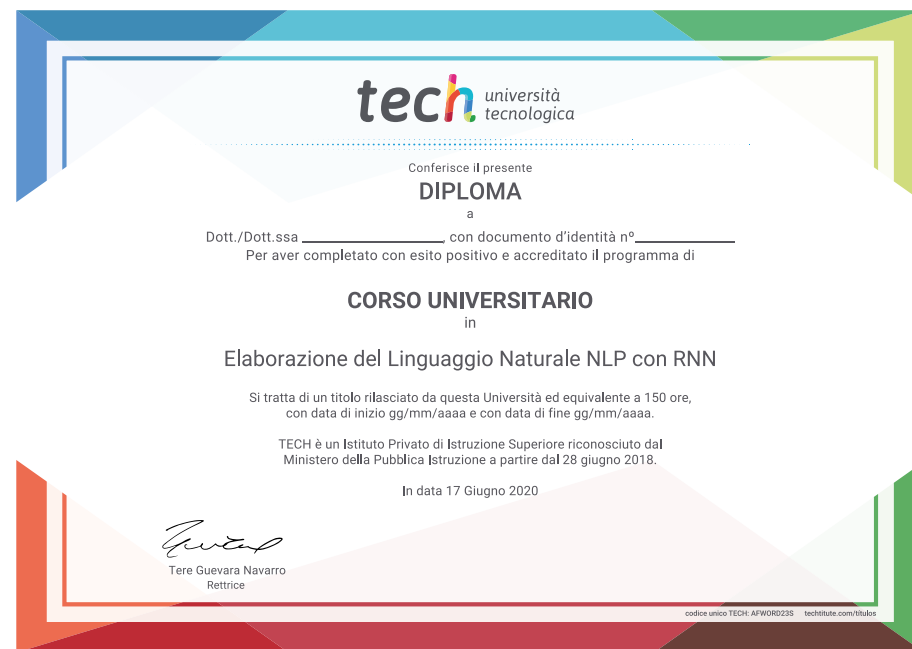 tech università
tecnologica
Conferisce il presente
DIPLOMA
a
Dott./Dott.ssa ____________________, con documento d'identità nº______________
Per aver completato con esito positivo e accreditato il programma di
CORSO UNIVERSITARIO
in
Elaborazione del Linguaggio Naturale NLP con RNN
Si tratta di un titolo rilasciato da questa Università ed equivalente a 150 ore,
con data di inizio gg/mm/aaaa e con data di fine gg/mm/aaaa.
TECH è un Istituto Privato di Istruzione Superiore riconosciuto dal
Ministero della Pubblica Istruzione a partire dal 28 giugno 2018.
In data 17 Giugno 2020
Tere Guevara Navarro
Rettrice
codice unico TECH: AFWORD23S techtitute.com/titulos